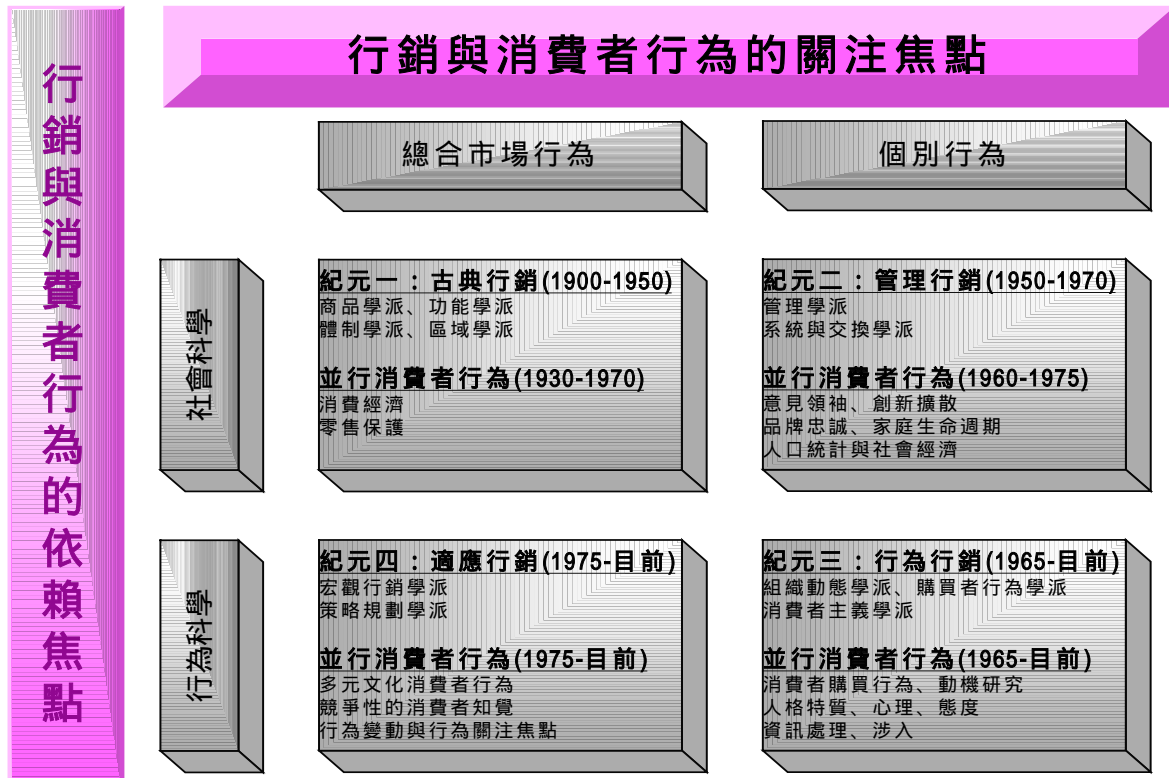 行銷與消費者行為的關注焦點
行銷與消費者行為的依賴焦點
總合市場行為
個別行為
社會科學
紀元一：古典行銷(1900-1950)
商品學派、功能學派
體制學派、區域學派
並行消費者行為(1930-1970)
消費經濟
零售保護
紀元二：管理行銷(1950-1970)
管理學派
系統與交換學派
並行消費者行為(1960-1975)
意見領袖、創新擴散
品牌忠誠、家庭生命週期
人口統計與社會經濟
行為科學
紀元四：適應行銷(1975-目前)
宏觀行銷學派
策略規劃學派
並行消費者行為(1975-目前)
多元文化消費者行為
競爭性的消費者知覺
行為變動與行為關注焦點
紀元三：行為行銷(1965-目前)
組織動態學派、購買者行為學派
消費者主義學派
並行消費者行為(1965-目前)
消費者購買行為、動機研究
人格特質、心理、態度
資訊處理、涉入